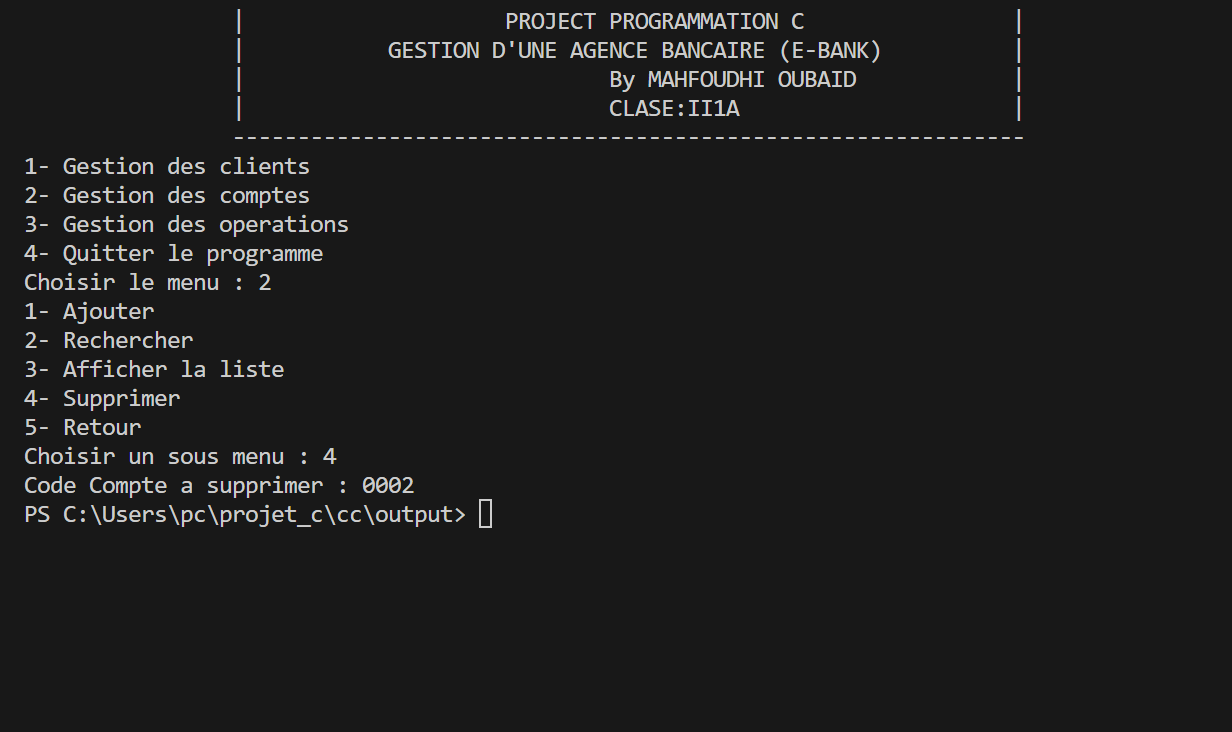 |                    PROJECT PROGRAMMATION C                |
|           GESTION D'UNE AGENCE BANCAIRE (E-BANK)          |
|                            By MAHFOUDHI OUBAID            |
|                            CLASE:II1A                     |
-------------------------------------------------------------
1- Gestion des clients
2- Gestion des comptes
3- Gestion des operations
4- Quitter le programme
Choisir le menu : 2
1- Ajouter
2- Rechercher
3- Afficher la liste
4- Supprimer
5- Retour
Choisir un sous menu : 4
Code Compte a supprimer : 0002
PS C:\Users\pc\projet_c\cc\output>